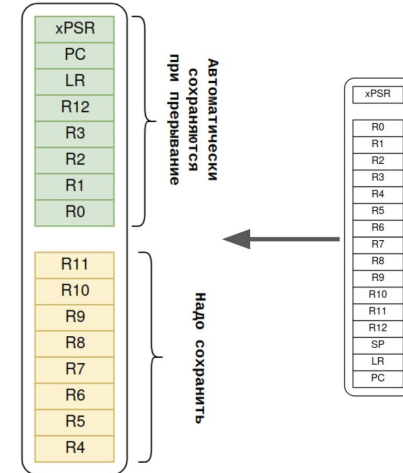 xPSR
PC
LR
R12
R3
R2
R1
R0
Автоматически
сохраняются
при прерывание
R11
R10
R9
R8
R7
R6
R5
R4
Надо сохранить
xPSR
R0
R1
R2
R3
R4
R5
R6
R7
R8
R9
R10
R11
R12
SP
LR
PC